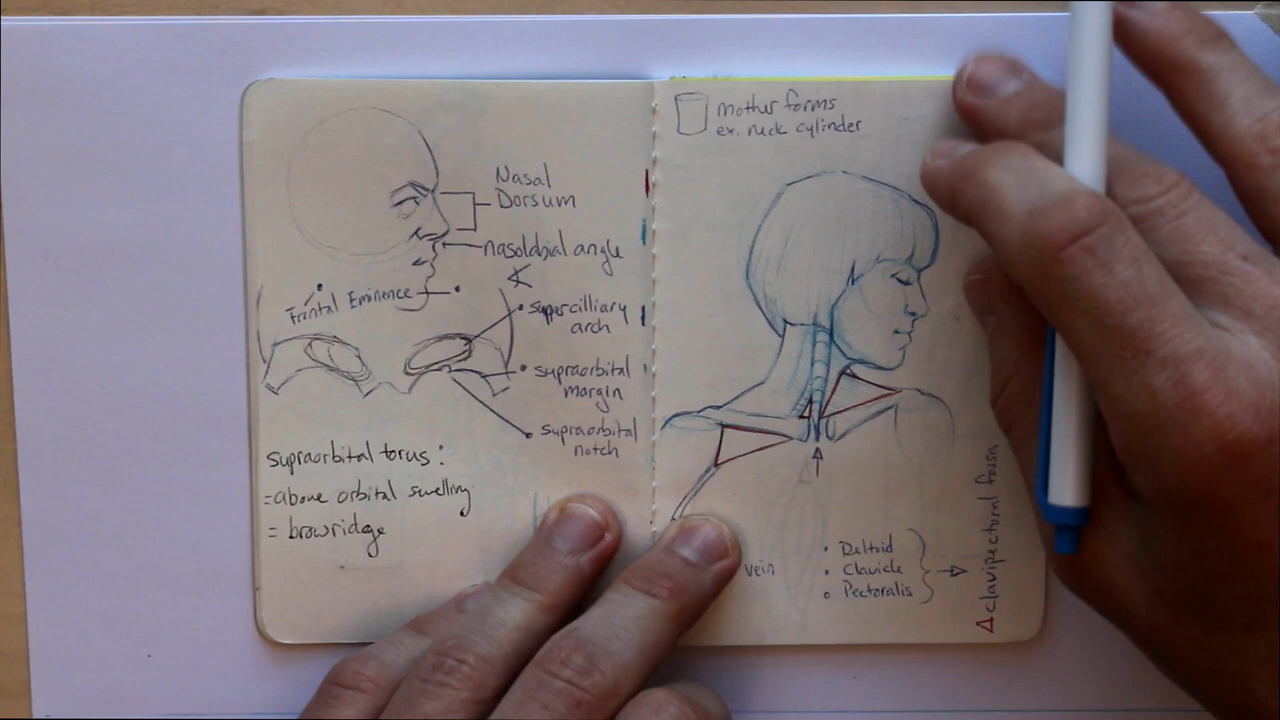 Nasal
Dorsum
nasolabial angle
Frontal Eminence
supercilliary
arch
supraorbital
margin
supraorbital
notch
supraorbital torus:
=above orbital swelling
= browridge
mother forms
ex. neck cylinder
vein
• Deltoid
• Clavicle
• Pectoralis
clavipectoral fossa